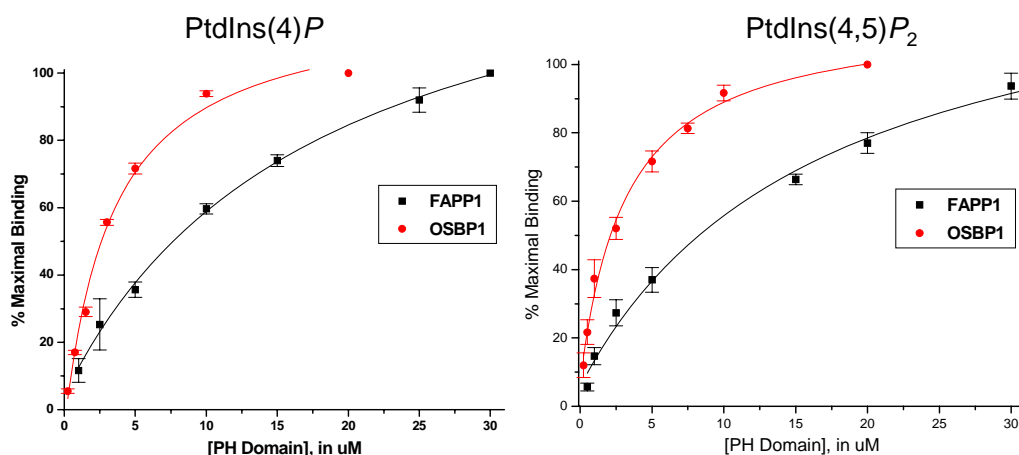 PtdIns(4)P
100
80
60
40
20
0
% Maximal Binding
FAPP1
OSBP1
0 5 10 15 20 25 30
[PH Domain], in uM
PtdIns(4,5)P₂
100
80
60
40
20
0
% Maximal Binding
FAPP1
OSBP1
0 5 10 15 20 25 30
[PH Domain], in uM